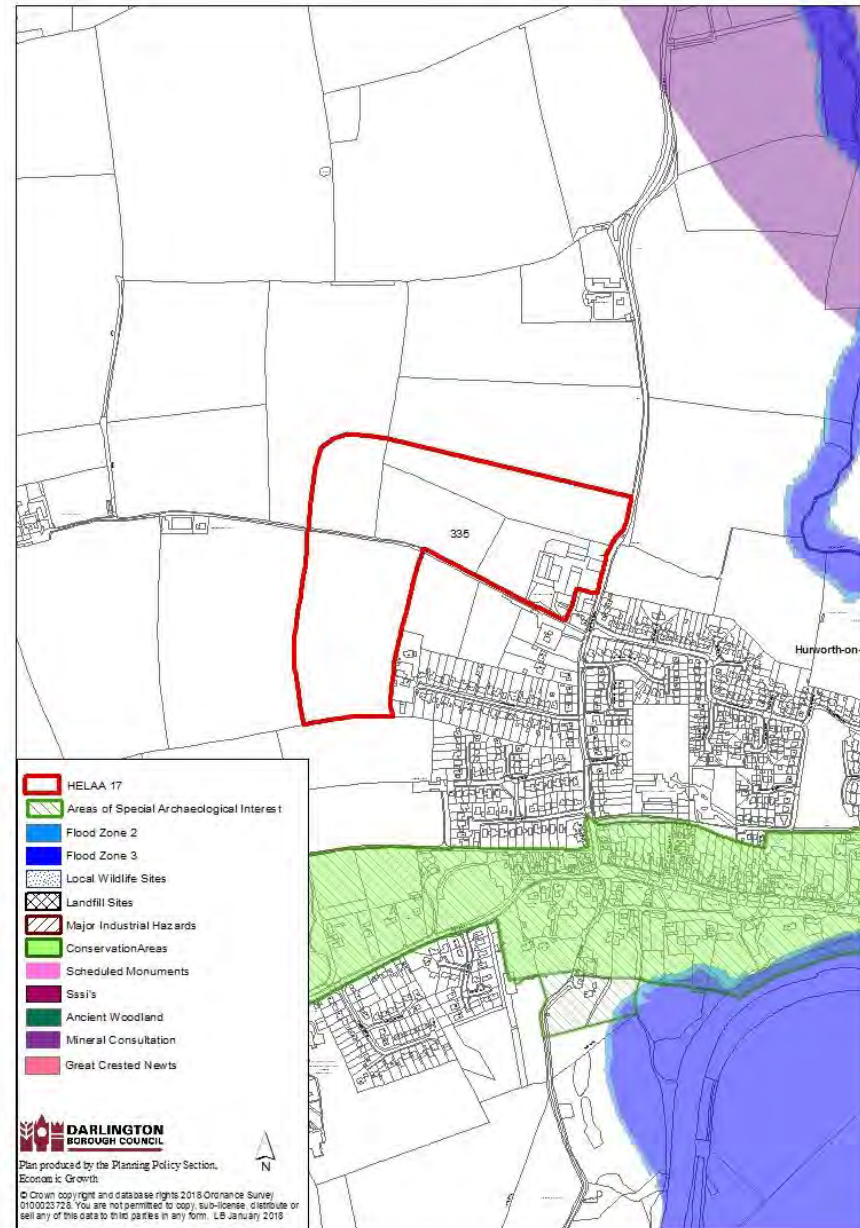 335
Hurworth-on-
HELAA 17
Areas of Special Archaeological Interest
Flood Zone 2
Flood Zone 3
Local Wildlife Sites
Landfill Sites
Major Industrial Hazards
ConservationAreas
Scheduled Monuments
Sssi's
Ancient Woodland
Mineral Consultation
Great Crested Newts
DARLINGTON
BOROUGH COUNCIL
N
Plan produced by the Planning Policy Section,
Economic Growth
© Crown copyright and database rights 2018 Ordnance Survey
0100023728. You are not permitted to copy, sub-license, distribute or
sell any of this data to third parties in any form. LB January 2018